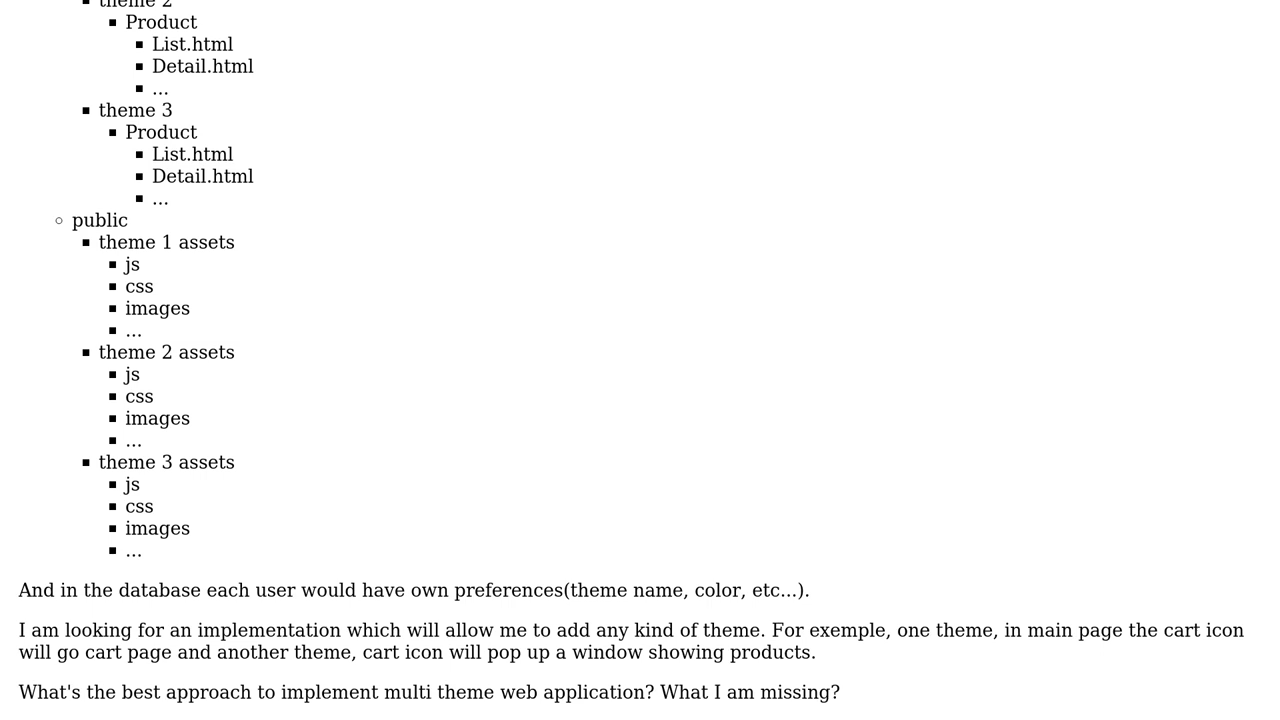 theme 2
Product
List.html
Detail.html
...
theme 3
Product
List.html
Detail.html
...
public
theme 1 assets
js
css
images
...
theme 2 assets
js
css
images
...
theme 3 assets
js
css
images
...
And in the database each user would have own preferences(theme name, color, etc...).
I am looking for an implementation which will allow me to add any kind of theme. For exemple, one theme, in main page the cart icon
will go cart page and another theme, cart icon will pop up a window showing products.
What's the best approach to implement multi theme web application? What I am missing?